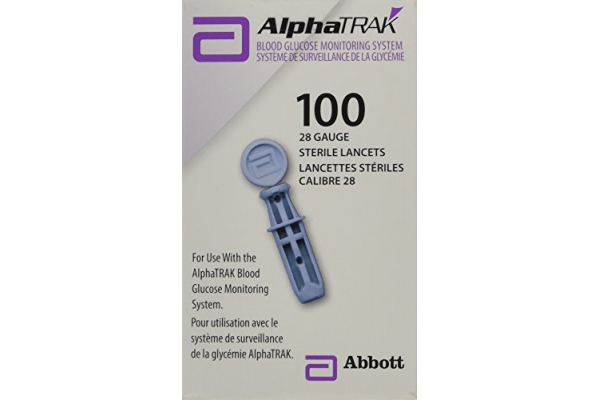 AlphaTRAK
BLOOD GLUCOSE MONITORING SYSTEM
SYSTÈME DE SURVEILLANCE DE LA GLYCÉMIE
100
28 GAUGE
STERILE LANCETS
LANCETTES STÉRILES
CALIBRE 28
For Use With the
AlphaTRAK Blood
Glucose Monitoring
System.
Pour utilisation avec le
système de surveillance
de la glycémie AlphaTRAK.
Abbott